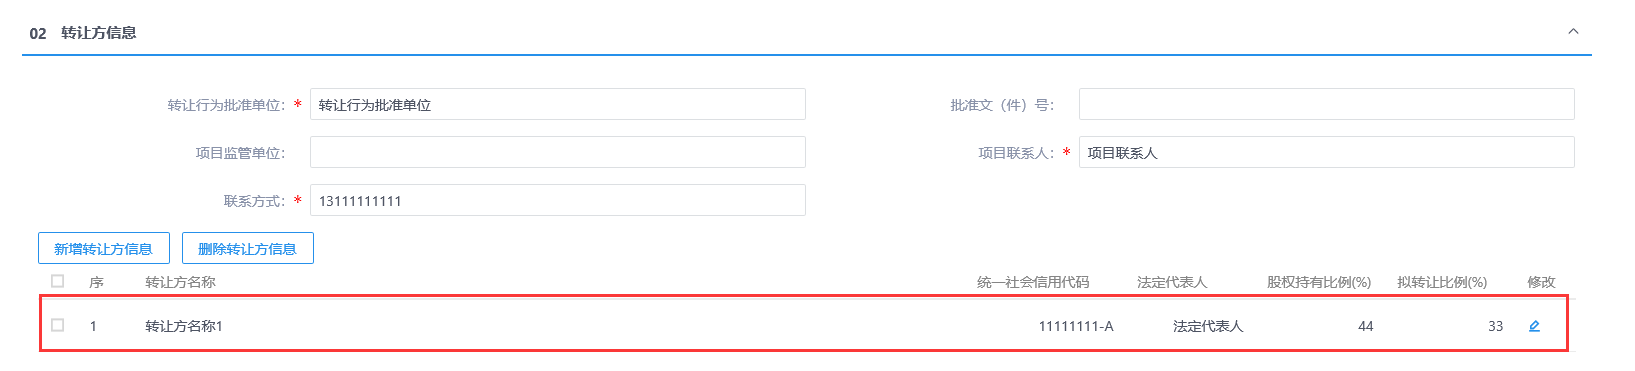 02 转让方信息
转让行为批准单位：* 转让行为批准单位 批准文（件）号：
项目监管单位： 项目联系人：* 项目联系人
联系方式：* 13111111111
新增转让方信息 删除转让方信息
序 转让方名称 统一社会信用代码 法定代表人 股权持有比例(%) 拟转让比例(%) 修改
1 转让方名称1 11111111-A 法定代表人 44 33